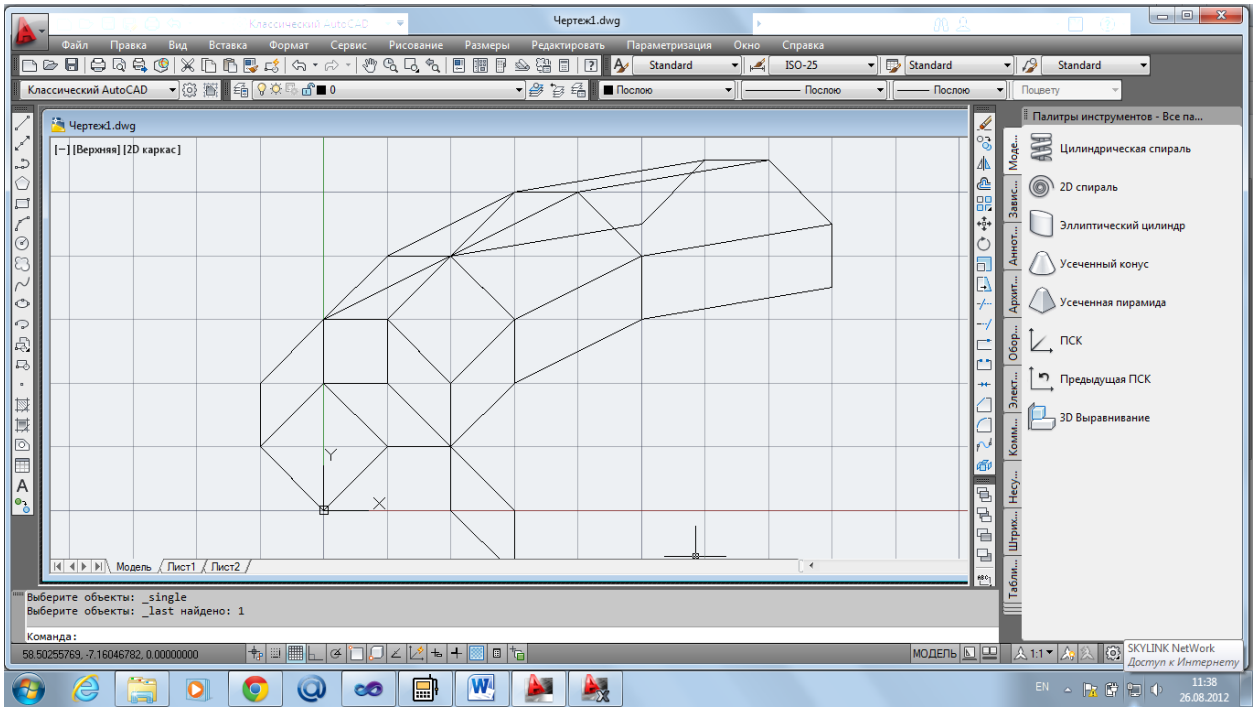 Классический AutoCAD
Чертеж1.dwg
Файл Правка Вид Вставка Формат Сервис Рисование Размеры Редактировать Параметризация Окно Справка
Standard ISO-25 Standard Standard
Классический AutoCAD 0 Послою Послою Послою Поцвету
Чертеж1.dwg
[−] [Верхняя] [2D каркас]
Палитры инструментов - Все па...
Моде...
Завис...
Аннот...
Архит...
Обор...
Элект...
Комм...
Несу...
Штрих...
Табли...
Цилиндрическая спираль
2D спираль
Эллиптический цилиндр
Усеченный конус
Усеченная пирамида
ПСК
Предыдущая ПСК
3D Выравнивание
A
Y
X
Модель Лист1 Лист2
Выберите объекты: _single
Выберите объекты: _last найдено: 1
Команда:
58.50255769, -7.16046782, 0.00000000
МОДЕЛЬ 1:1
SKYLINK NetWork
Доступ к Интернету
EN
11:38
26.08.2012